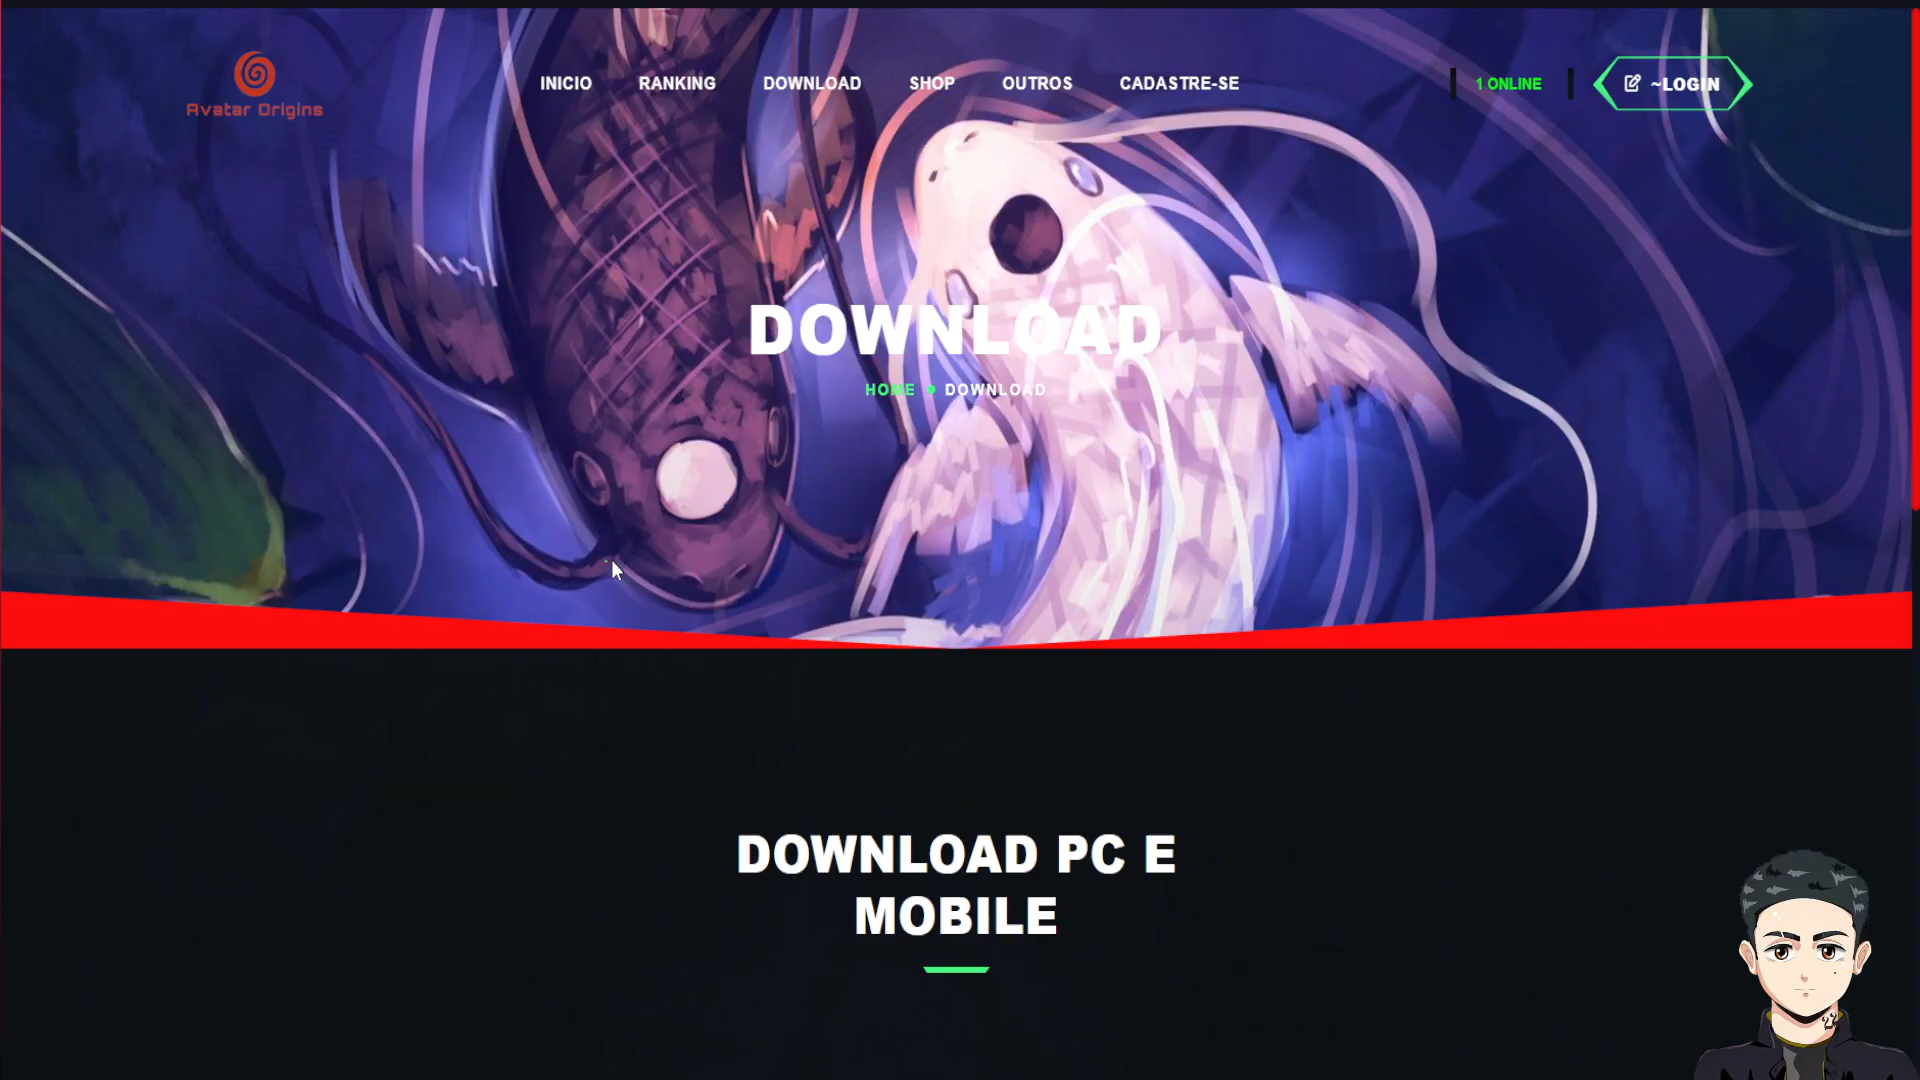 Avatar Origins
INICIO RANKING DOWNLOAD SHOP OUTROS CADASTRE-SE
1 ONLINE
~LOGIN
DOWNLOAD
HOME DOWNLOAD
DOWNLOAD PC E
MOBILE